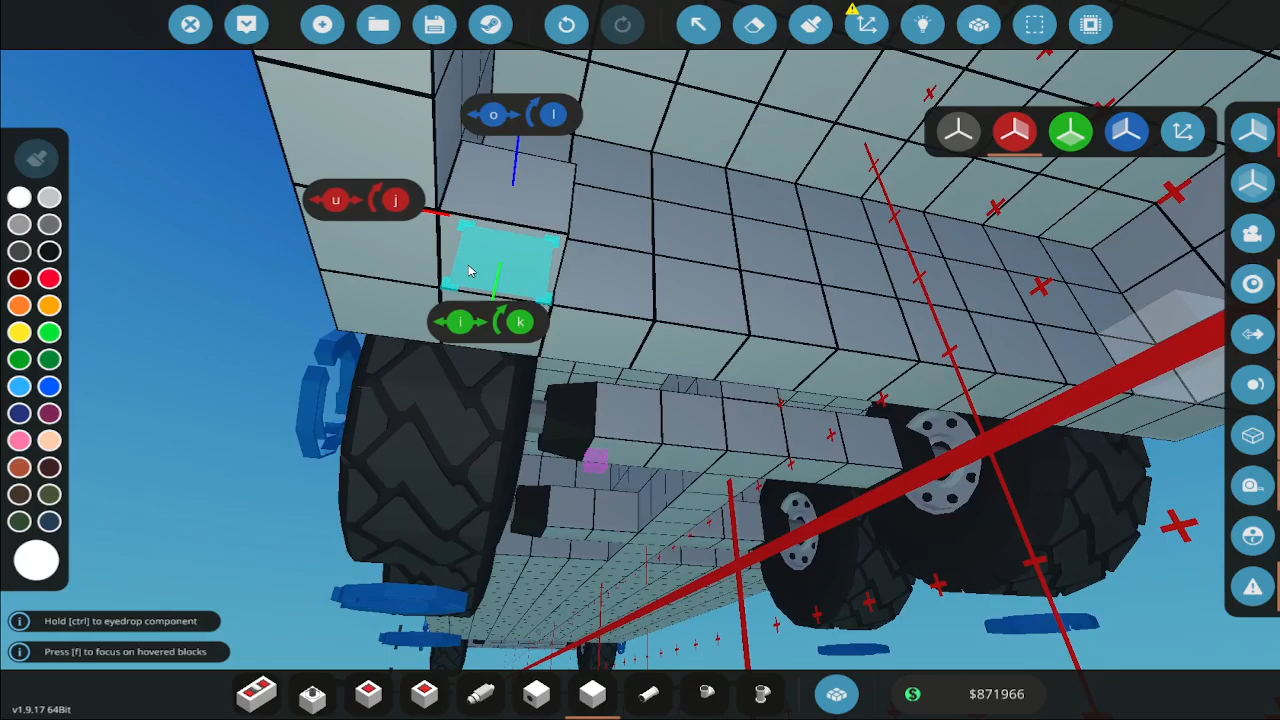 o l
u j
i k
Hold [ctrl] to eyedrop component
Press [f] to focus on hovered blocks
v1.9.17 64Bit
$ $871966